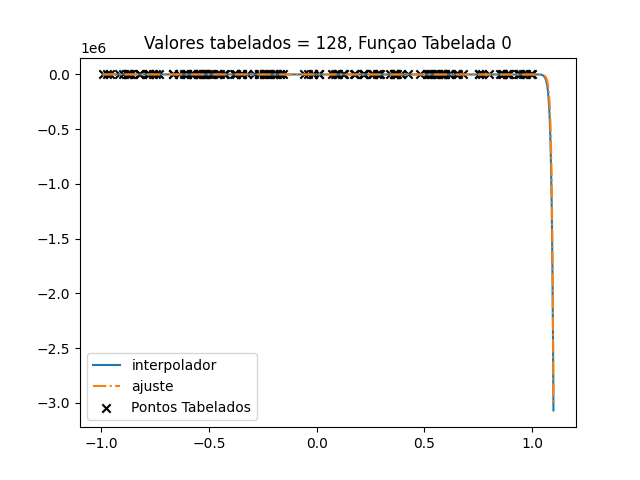 Valores tabelados = 128, Funçao Tabelada 0
1e6
0.0
−0.5
−1.0
−1.5
−2.0
−2.5
−3.0
interpolador
ajuste
Pontos Tabelados
−1.0 −0.5 0.0 0.5 1.0